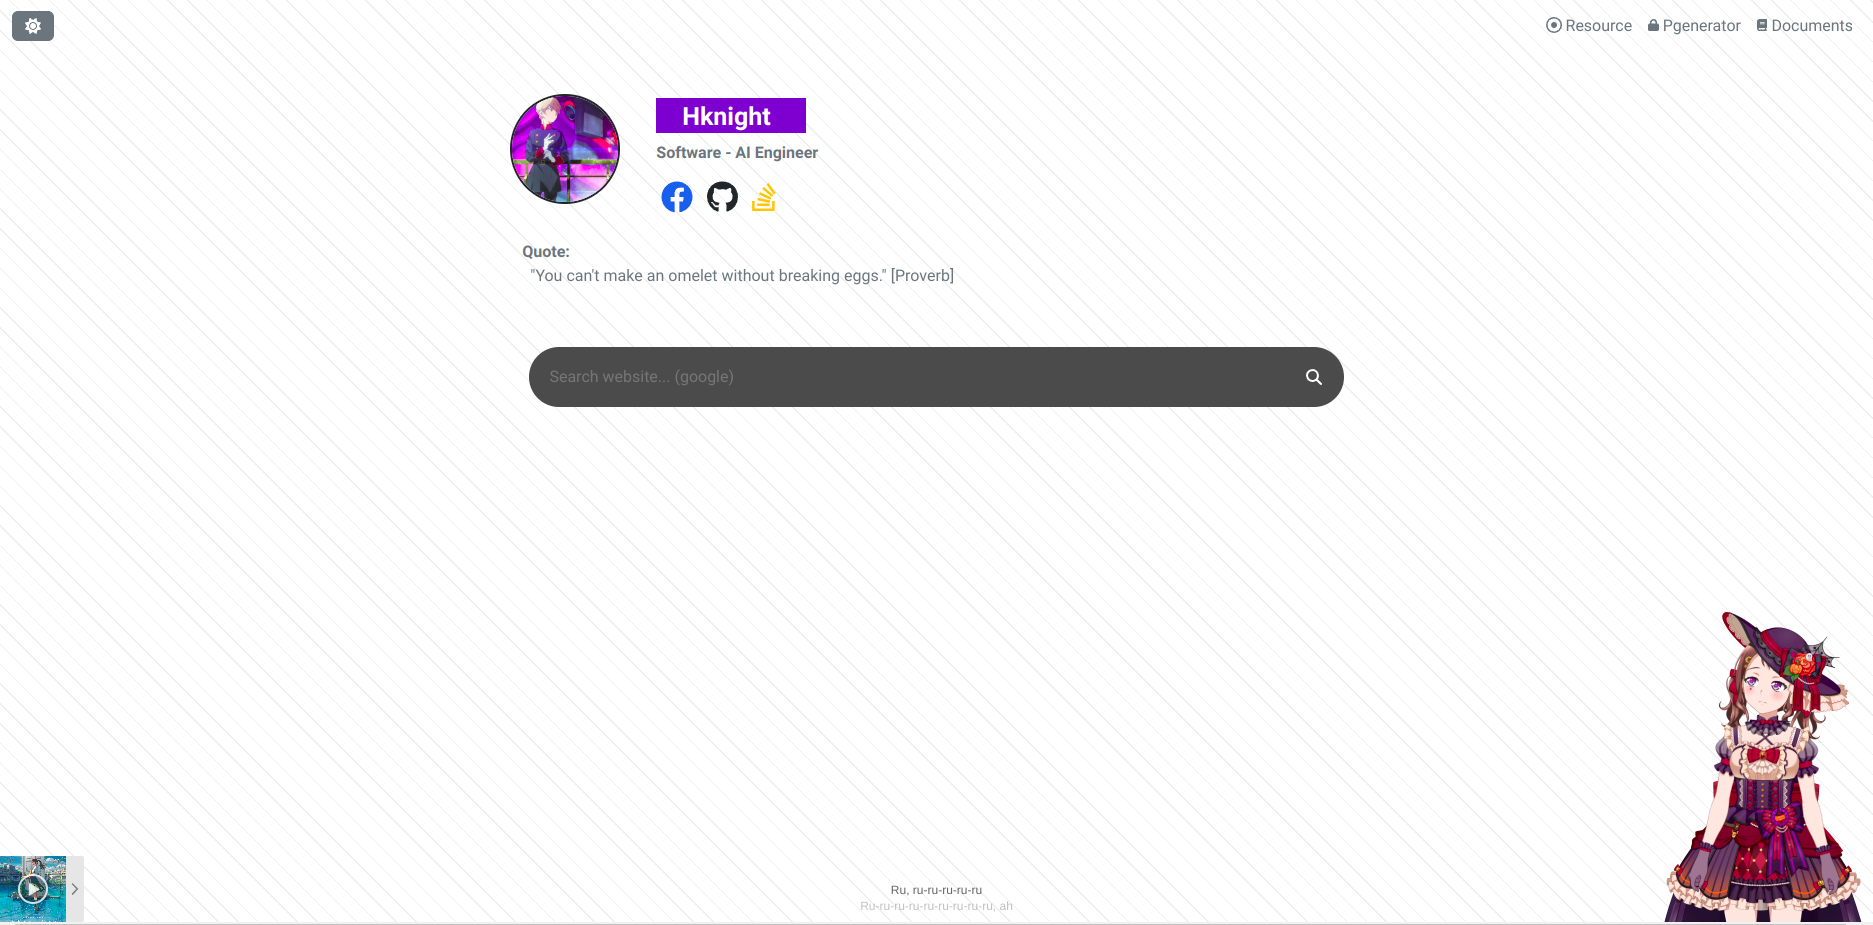 Resource
Pgenerator
Documents
Hknight
Software - AI Engineer
Quote:
"You can't make an omelet without breaking eggs." [Proverb]
Search website... (google)
Ru, ru-ru-ru-ru-ru
Ru-ru-ru-ru-ru-ru-ru-ru-ru, ah